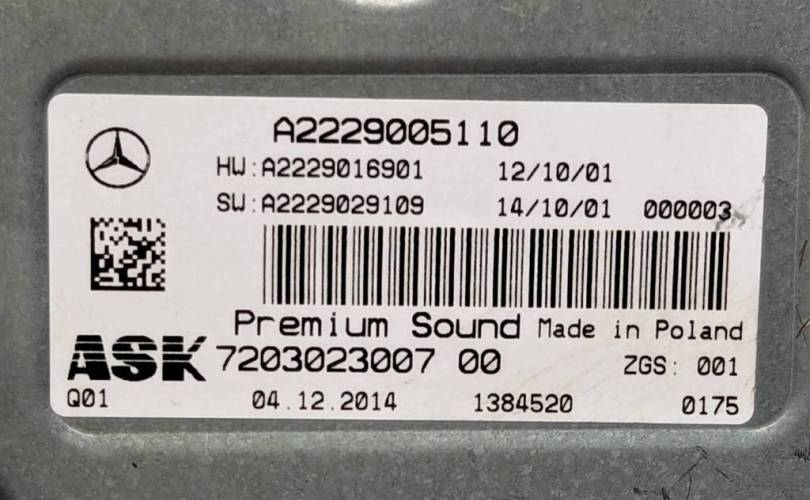 A2229005110
HW:A2229016901 12/10/01
SW:A2229029109 14/10/01 000003
Premium Sound Made in Poland
ASK 7203023007 00 ZGS: 001
Q01 04.12.2014 1384520 0175